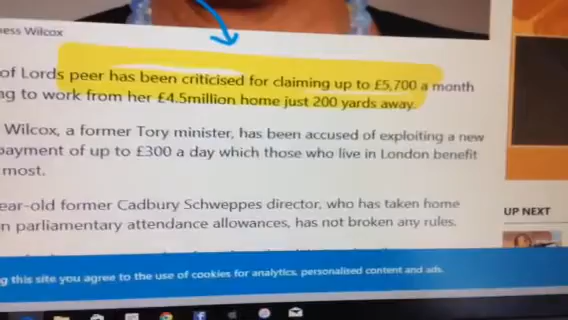 ness Wilcox
of Lords peer has been criticised for claiming up to £5,700 a month
ng to work from her £4.5million home just 200 yards away.
Wilcox, a former Tory minister, has been accused of exploiting a new
payment of up to £300 a day which those who live in London benefit
most.
ear-old former Cadbury Schweppes director, who has taken home
n parliamentary attendance allowances, has not broken any rules.
UP NEXT
g this site you agree to the use of cookies for analytics, personalised content and ads.